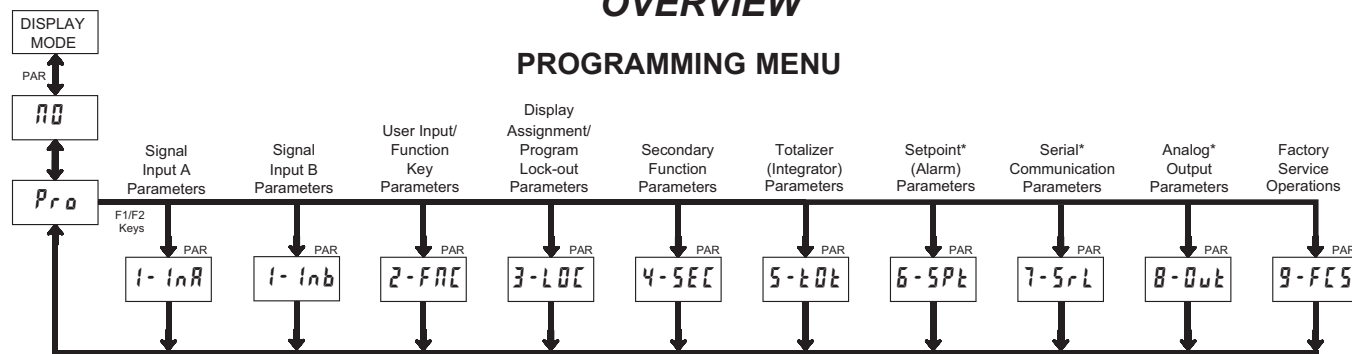 OVERVIEW
PROGRAMMING MENU
DISPLAY
MODE
PAR
NO
Pro
F1/F2
Keys
Signal
Input A
Parameters
PAR
1-InA
Signal
Input B
Parameters
PAR
1-Inb
User Input/
Function
Key
Parameters
PAR
2-FNC
Display
Assignment/
Program
Lock-out
Parameters
PAR
3-LOC
Secondary
Function
Parameters
PAR
4-SEC
Totalizer
(Integrator)
Parameters
PAR
5-tOt
Setpoint*
(Alarm)
Parameters
PAR
6-SPt
Serial*
Communication
Parameters
PAR
7-SrL
Analog*
Output
Parameters
PAR
8-Out
Factory
Service
Operations
PAR
9-FCS